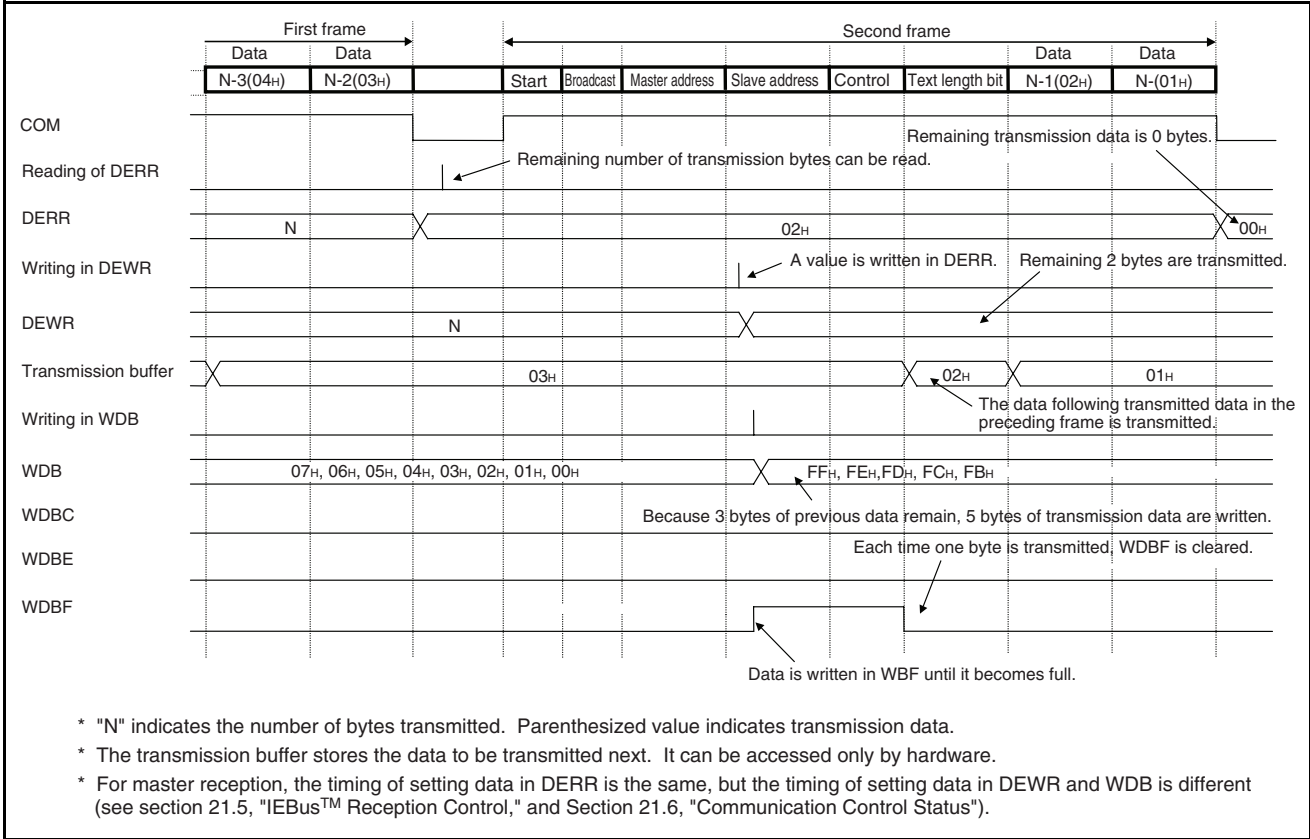 First frame
Second frame
Data Data Data Data
N-3(04H) N-2(03H) Start Broadcast Master address Slave address Control Text length bit N-1(02H) N-(01H)
COM
Remaining transmission data is 0 bytes.
Reading of DERR
Remaining number of transmission bytes can be read.
DERR
N 02H 00H
Writing in DEWR
A value is written in DERR. Remaining 2 bytes are transmitted.
DEWR
N
Transmission buffer
03H 02H 01H
The data following transmitted data in the
preceding frame is transmitted.
Writing in WDB
WDB
07H, 06H, 05H, 04H, 03H, 02H, 01H, 00H FFH, FEH,FDH, FCH, FBH
WDBC
Because 3 bytes of previous data remain, 5 bytes of transmission data are written.
Each time one byte is transmitted, WDBF is cleared.
WDBE
WDBF
Data is written in WBF until it becomes full.
* "N" indicates the number of bytes transmitted. Parenthesized value indicates transmission data.
* The transmission buffer stores the data to be transmitted next. It can be accessed only by hardware.
* For master reception, the timing of setting data in DERR is the same, but the timing of setting data in DEWR and WDB is different
(see section 21.5, "IEBusTM Reception Control," and Section 21.6, "Communication Control Status").